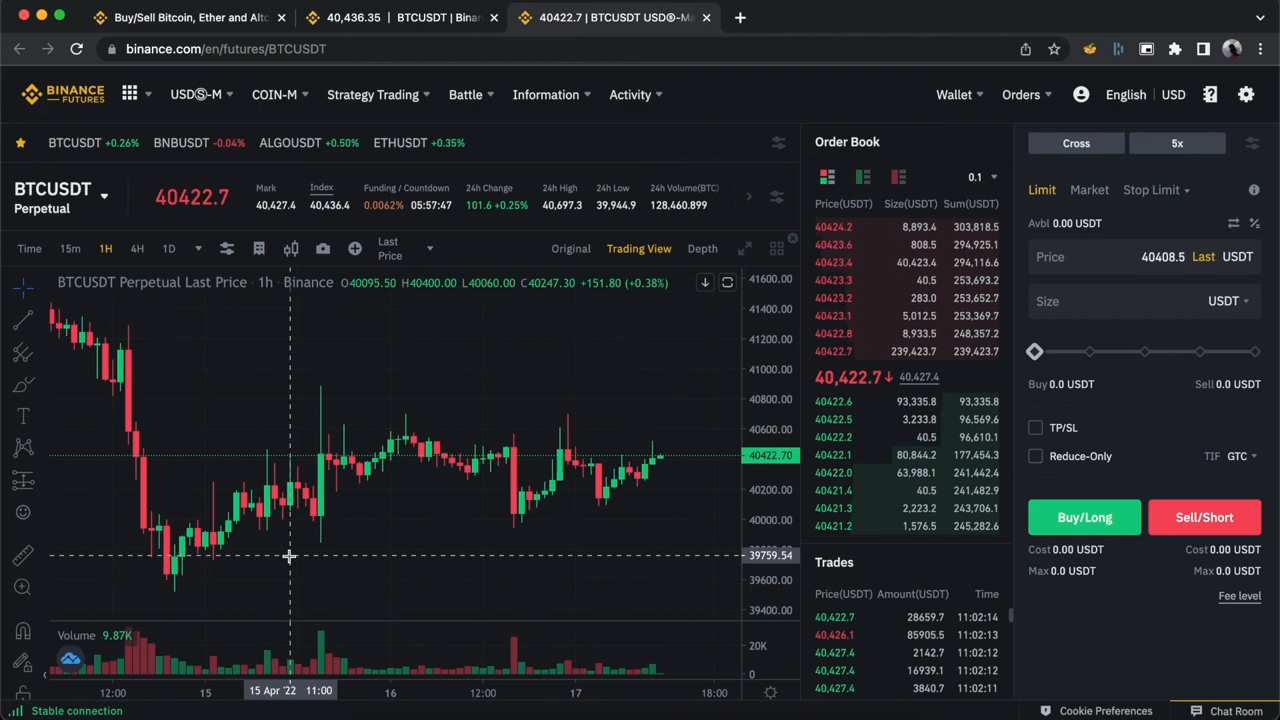 Buy/Sell Bitcoin, Ether and Altc
40,436.35 | BTCUSDT | Binan
40422.7 | BTCUSDT USDⓈ-Ma
binance.com/en/futures/BTCUSDT
BINANCE
FUTURES
USDⓈ-M
COIN-M
Strategy Trading
Battle
Information
Activity
Wallet
Orders
English
USD
BTCUSDT +0.26%
BNBUSDT -0.04%
ALGOUSDT +0.50%
ETHUSDT +0.35%
BTCUSDT
Perpetual
40422.7
Mark
40,427.4
Index
40,436.4
Funding / Countdown
0.0062% 05:57:47
24h Change
101.6 +0.25%
24h High
40,697.3
24h Low
39,944.9
24h Volume(BTC)
128,460.899
Time
15m
1H
4H
1D
Last
Price
Original
Trading View
Depth
BTCUSDT Perpetual Last Price · 1h · Binance O40095.50 H40400.00 L40060.00 C40247.30 +151.80 (+0.38%)
41600.00
41400.00
41200.00
41000.00
40800.00
40600.00
40422.70
40200.00
40000.00
39759.54
39600.00
39400.00
Volume 9.87K
20K
0
12:00
15
15 Apr '22 11:00
16
12:00
17
18:00
Order Book
0.1
Price(USDT) Size(USDT) Sum(USDT)
40424.2 8,893.4 303,818.5
40423.6 808.5 294,925.1
40423.4 40,423.4 294,116.6
40423.3 40.5 253,693.2
40423.2 283.0 253,652.7
40423.1 5,012.5 253,369.7
40422.8 8,933.5 248,357.2
40422.7 239,423.7 239,423.7
40,422.7↓ 40,427.4
40422.6 93,335.8 93,335.8
40422.5 3,233.8 96,569.6
40422.2 40.5 96,610.1
40422.1 80,844.2 177,454.3
40422.0 63,988.1 241,442.4
40421.4 40.5 241,482.9
40421.3 2,223.2 243,706.1
40421.2 1,576.5 245,282.6
Trades
Price(USDT) Amount(USDT) Time
40,422.7 28659.7 11:02:14
40,426.1 85905.5 11:02:13
40,427.4 2142.7 11:02:12
40,427.4 16939.1 11:02:12
40,427.4 3840.7 11:02:11
Cross
5x
Limit
Market
Stop Limit
Avbl 0.00 USDT
Price 40408.5 Last USDT
Size USDT
Buy 0.0 USDT
Sell 0.0 USDT
TP/SL
Reduce-Only
TIF GTC
Buy/Long
Sell/Short
Cost 0.00 USDT
Cost 0.00 USDT
Max 0.0 USDT
Max 0.0 USDT
Fee level
Stable connection
Cookie Preferences
Chat Room